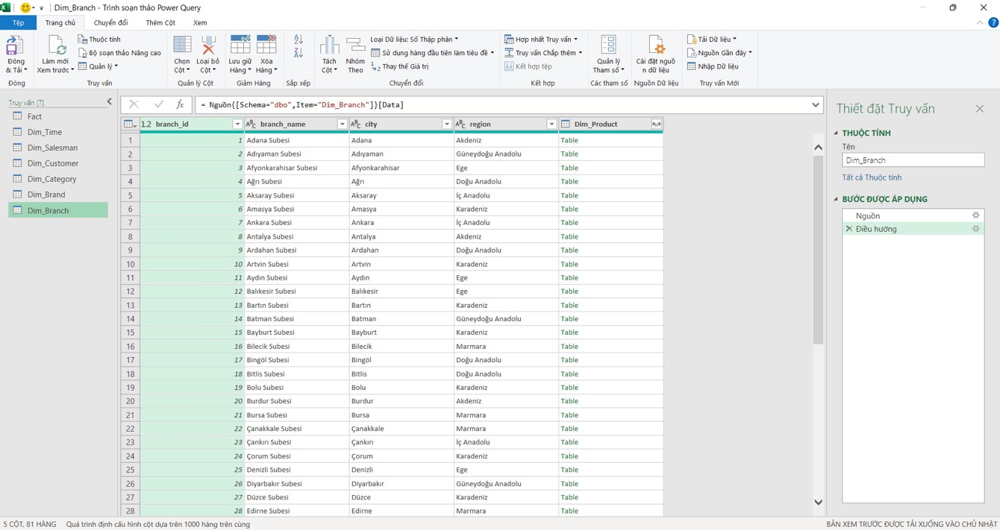 Dim_Branch - Trình soạn thảo Power Query
Tệp Trang chủ Chuyển đổi Thêm Cột Xem
Đóng & Tải
Đóng
Làm mới Xem trước
Thuộc tính
Bộ soạn thảo Nâng cao
Quản lý
Truy vấn
Chọn Cột
Loại bỏ Cột
Quản lý Cột
Lưu giữ Hàng
Xóa Hàng
Giảm Hàng
Sắp xếp
Tách Cột
Nhóm Theo
Loại Dữ liệu: Số Thập phân
Sử dụng hàng đầu tiên làm tiêu đề
Thay thế Giá trị
Chuyển đổi
Hợp nhất Truy vấn
Truy vấn Chắp thêm
Kết hợp tệp
Kết hợp
Quản lý Tham số
Các tham số
Cài đặt nguồ n dữ liệu
Nguồn Dữ liệu
Tải Dữ liệu
Nguồn Gần đây
Nhập Dữ liệu
Truy vấn Mới
Truy vấn [7]
Fact
Dim_Time
Dim_Salesman
Dim_Customer
Dim_Category
Dim_Brand
Dim_Branch
fx = Nguồn{[Schema="dbo",Item="Dim_Branch"]}[Data]
1.2 branch_id ABC branch_name ABC city ABC region Dim_Product
1 1 Adana Subesi Adana Akdeniz Table
2 2 Adıyaman Subesi Adıyaman Güneydoğu Anadolu Table
3 3 Afyonkarahisar Subesi Afyonkarahisar Ege Table
4 4 Ağrı Subesi Ağrı Doğu Anadolu Table
5 5 Aksaray Subesi Aksaray İç Anadolu Table
6 6 Amasya Subesi Amasya Karadeniz Table
7 7 Ankara Subesi Ankara İç Anadolu Table
8 8 Antalya Subesi Antalya Akdeniz Table
9 9 Ardahan Subesi Ardahan Doğu Anadolu Table
10 10 Artvin Subesi Artvin Karadeniz Table
11 11 Aydın Subesi Aydın Ege Table
12 12 Balıkesir Subesi Balıkesir Ege Table
13 13 Bartın Subesi Bartın Karadeniz Table
14 14 Batman Subesi Batman Güneydoğu Anadolu Table
15 15 Bayburt Subesi Bayburt Karadeniz Table
16 16 Bilecik Subesi Bilecik Marmara Table
17 17 Bingöl Subesi Bingöl Doğu Anadolu Table
18 18 Bitlis Subesi Bitlis Doğu Anadolu Table
19 19 Bolu Subesi Bolu Karadeniz Table
20 20 Burdur Subesi Burdur Akdeniz Table
21 21 Bursa Subesi Bursa Marmara Table
22 22 Çanakkale Subesi Çanakkale Marmara Table
23 23 Çankırı Subesi Çankırı İç Anadolu Table
24 24 Çorum Subesi Çorum Karadeniz Table
25 25 Denizli Subesi Denizli Ege Table
26 26 Diyarbakır Subesi Diyarbakır Güneydoğu Anadolu Table
27 27 Düzce Subesi Düzce Karadeniz Table
28 28 Edirne Subesi Edirne Marmara Table
Thiết đặt Truy vấn
THUỘC TÍNH
Tên
Dim_Branch
Tất cả Thuộc tính
BƯỚC ĐƯỢC ÁP DỤNG
Nguồn
Điều hướng
5 CỘT, 81 HÀNG Quá trình định cấu hình cột dựa trên 1000 hàng trên cùng
BẢN XEM TRƯỚC ĐƯỢC TẢI XUỐNG VÀO CHỦ NHẬT